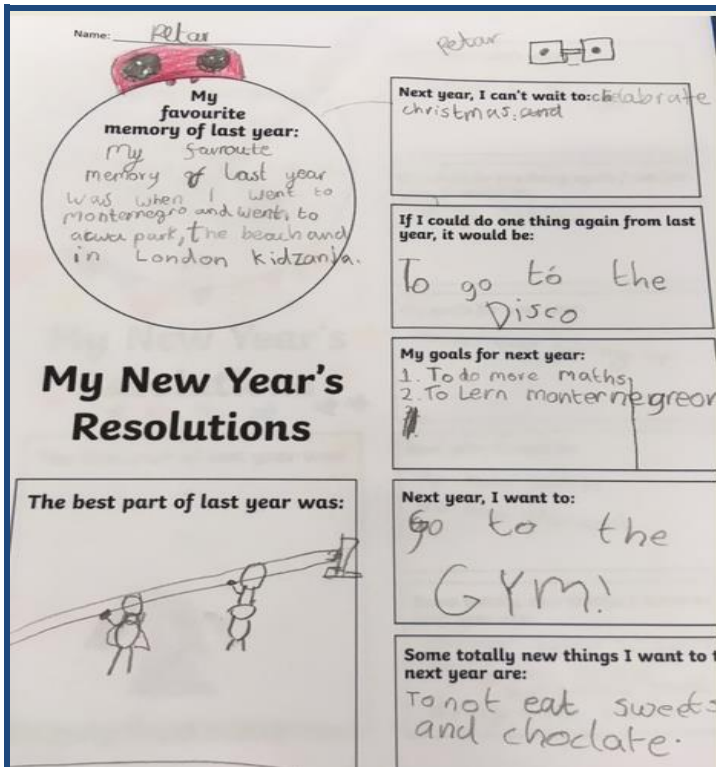 Name: Petar
My
favourite
memory of last year:
My favroute
memory of last year
was when I went to
monternegro and went to
acwa park, the beach and
in London Kidzania.
My New Year's
Resolutions
The best part of last year was:
Petar
Next year, I can't wait to: celabrate
christmas. and
If I could do one thing again from last
year, it would be:
To go to the
Disco
My goals for next year:
1. To do more maths
2. To Lern monternegreon
Next year, I want to:
go to the
GYM!
Some totally new things I want to t
next year are:
To not eat sweets
and choclate.